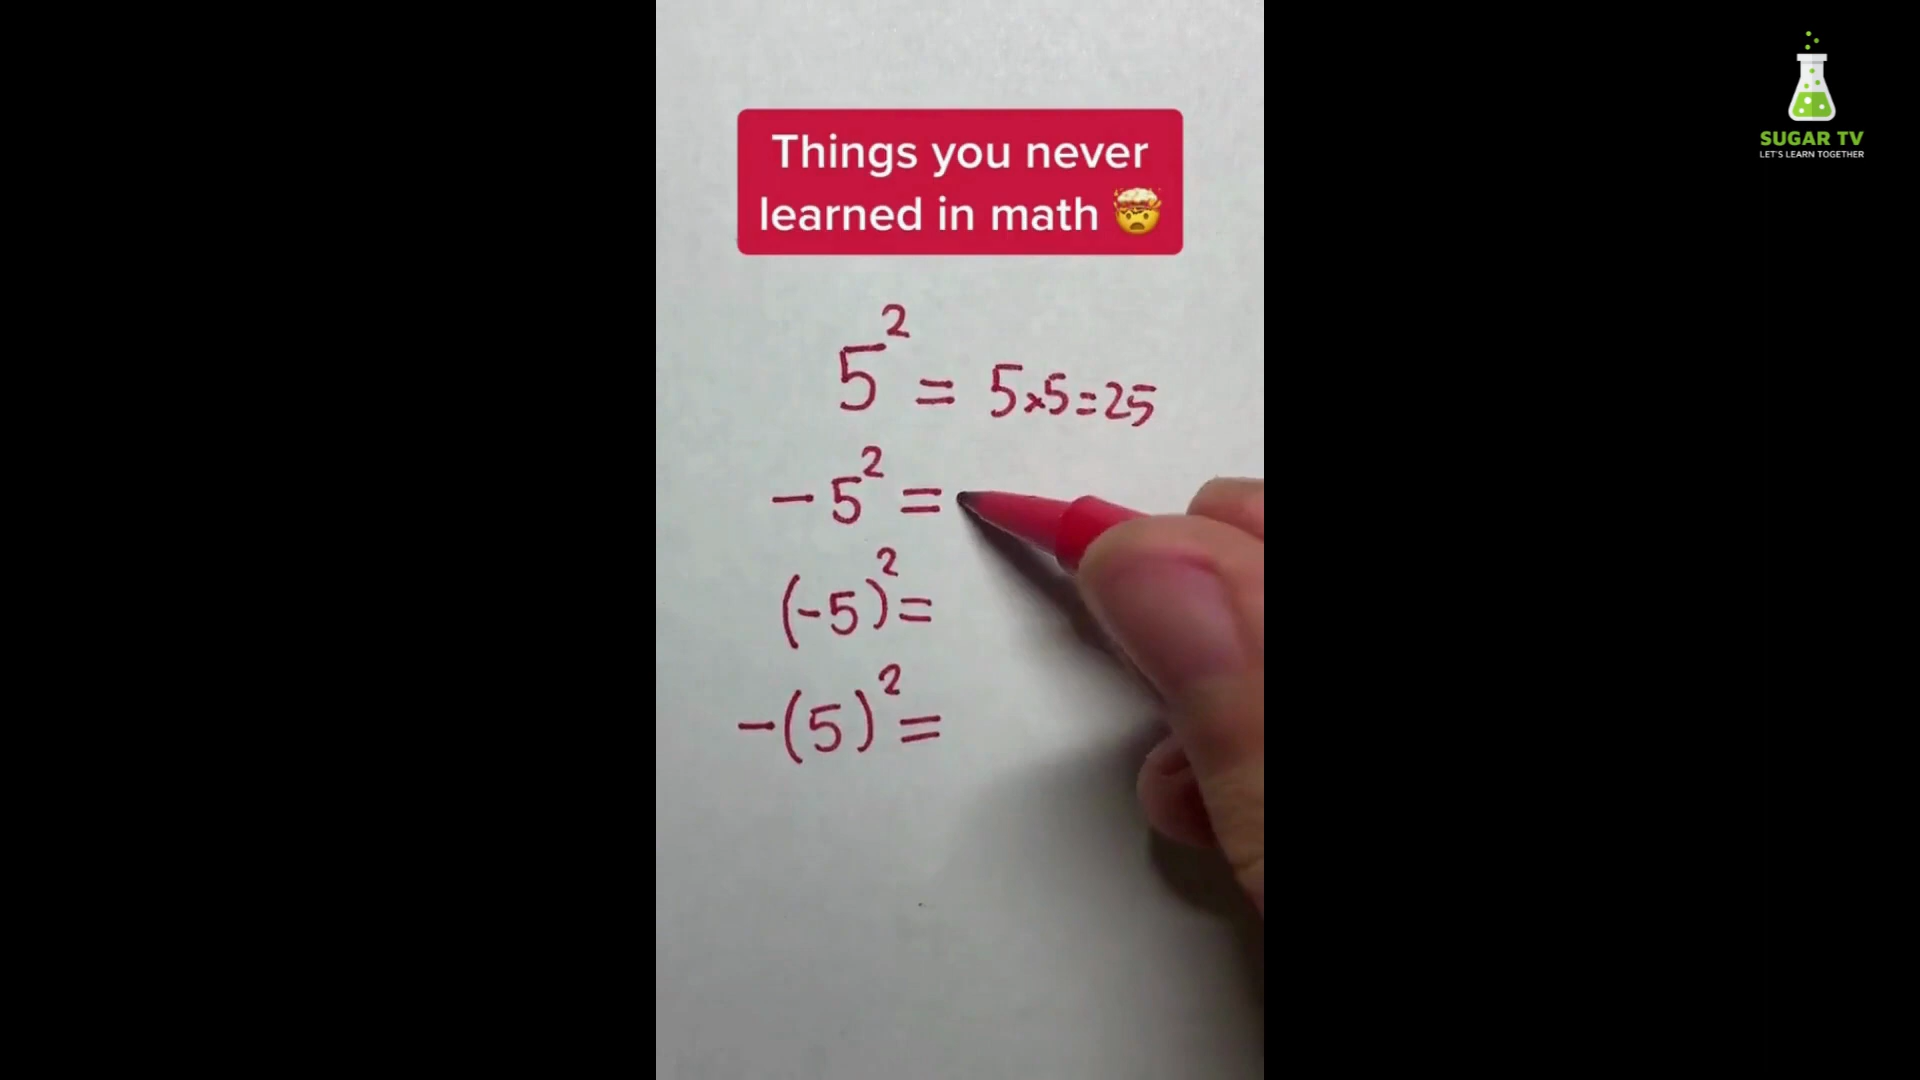 Things you never
learned in math 🤯
5² = 5×5=25
-5² =
(-5)² =
-(5)² =
SUGAR TV
LET'S LEARN TOGETHER